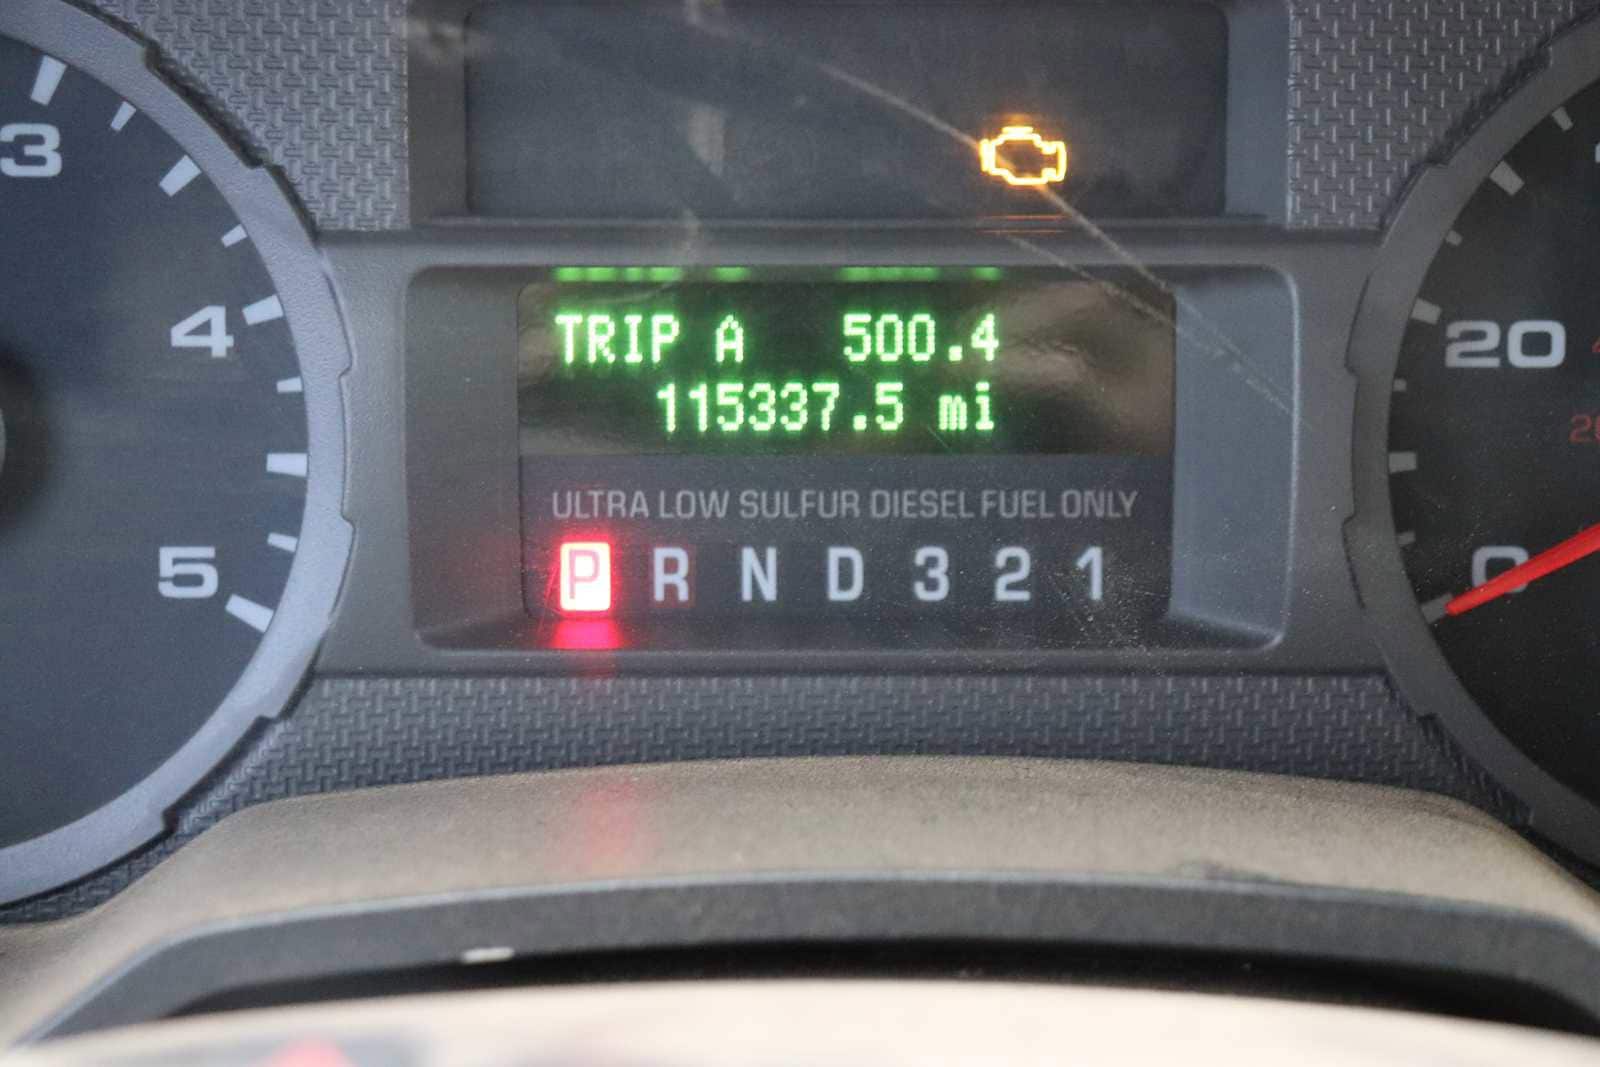 3
4
5
TRIP A 500.4
115337.5 mi
ULTRA LOW SULFUR DIESEL FUEL ONLY
P R N D 3 2 1
20
0